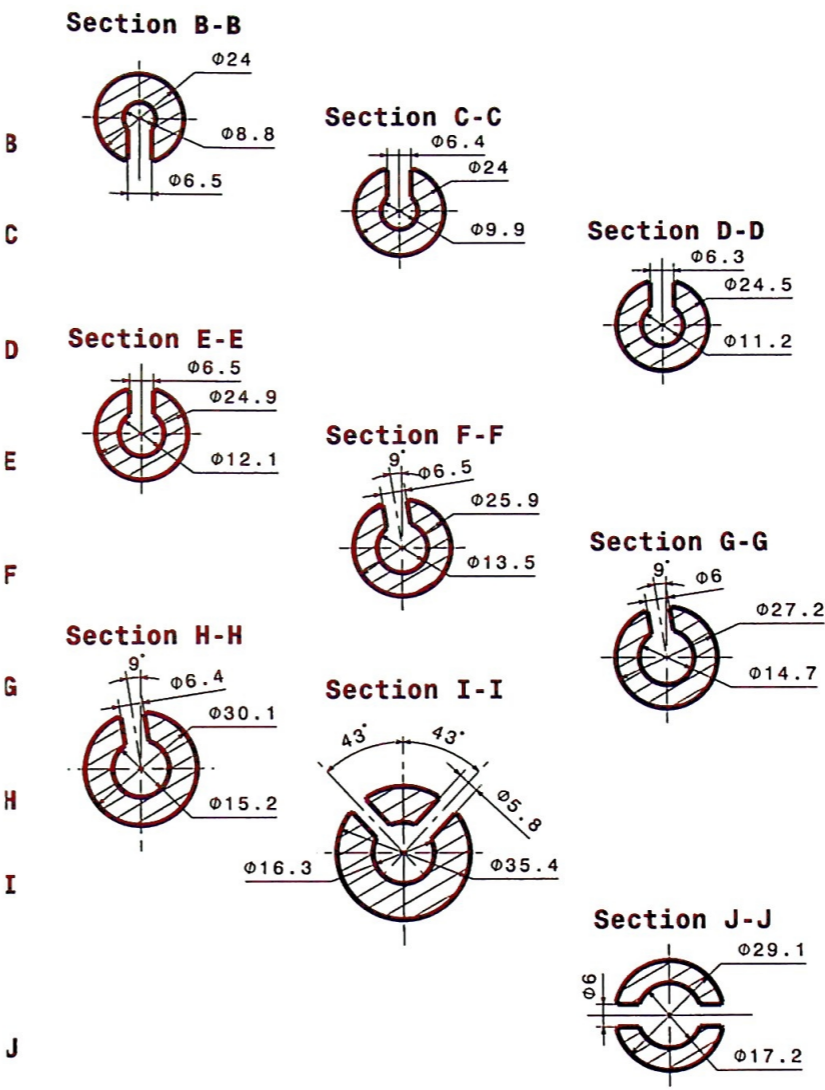 Section B-B
Φ24
B
Φ8.8
Φ6.5
Section C-C
Φ6.4
Φ24
Φ9.9
C
Section D-D
Φ6.3
Φ24.5
Φ11.2
D
Section E-E
Φ6.5
Φ24.9
Φ12.1
E
Section F-F
9°
Φ6.5
Φ25.9
Φ13.5
F
Section G-G
9°
Φ6
Φ27.2
Φ14.7
Section H-H
9°
Φ6.4
Φ30.1
Φ15.2
G
Section I-I
43°
43°
Φ5.8
Φ16.3
Φ35.4
H
I
Section J-J
Φ29.1
Φ6
Φ17.2
J